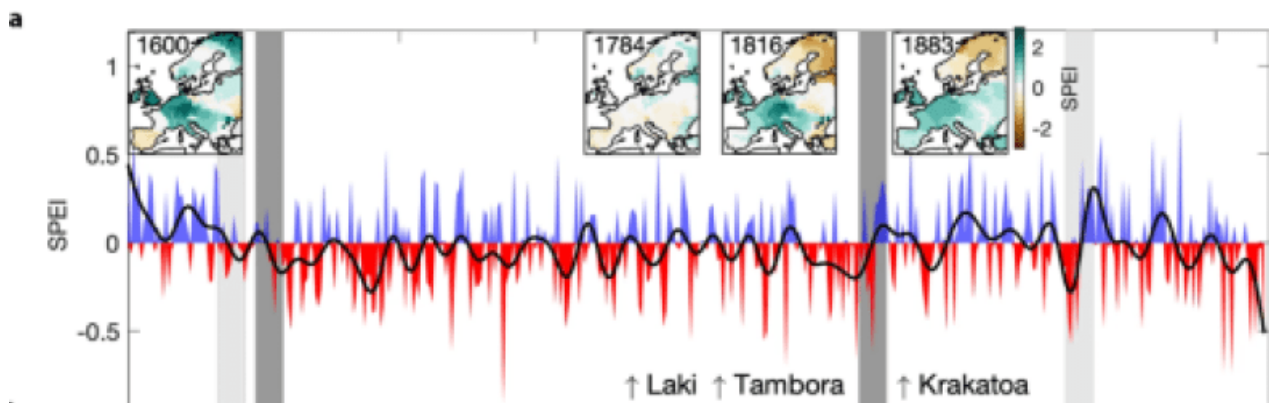 a
1600
1784
1816
1883
2
0
-2
SPEI
1
0.5
0
-0.5
SPEI
↑ Laki ↑ Tambora ↑ Krakatoa